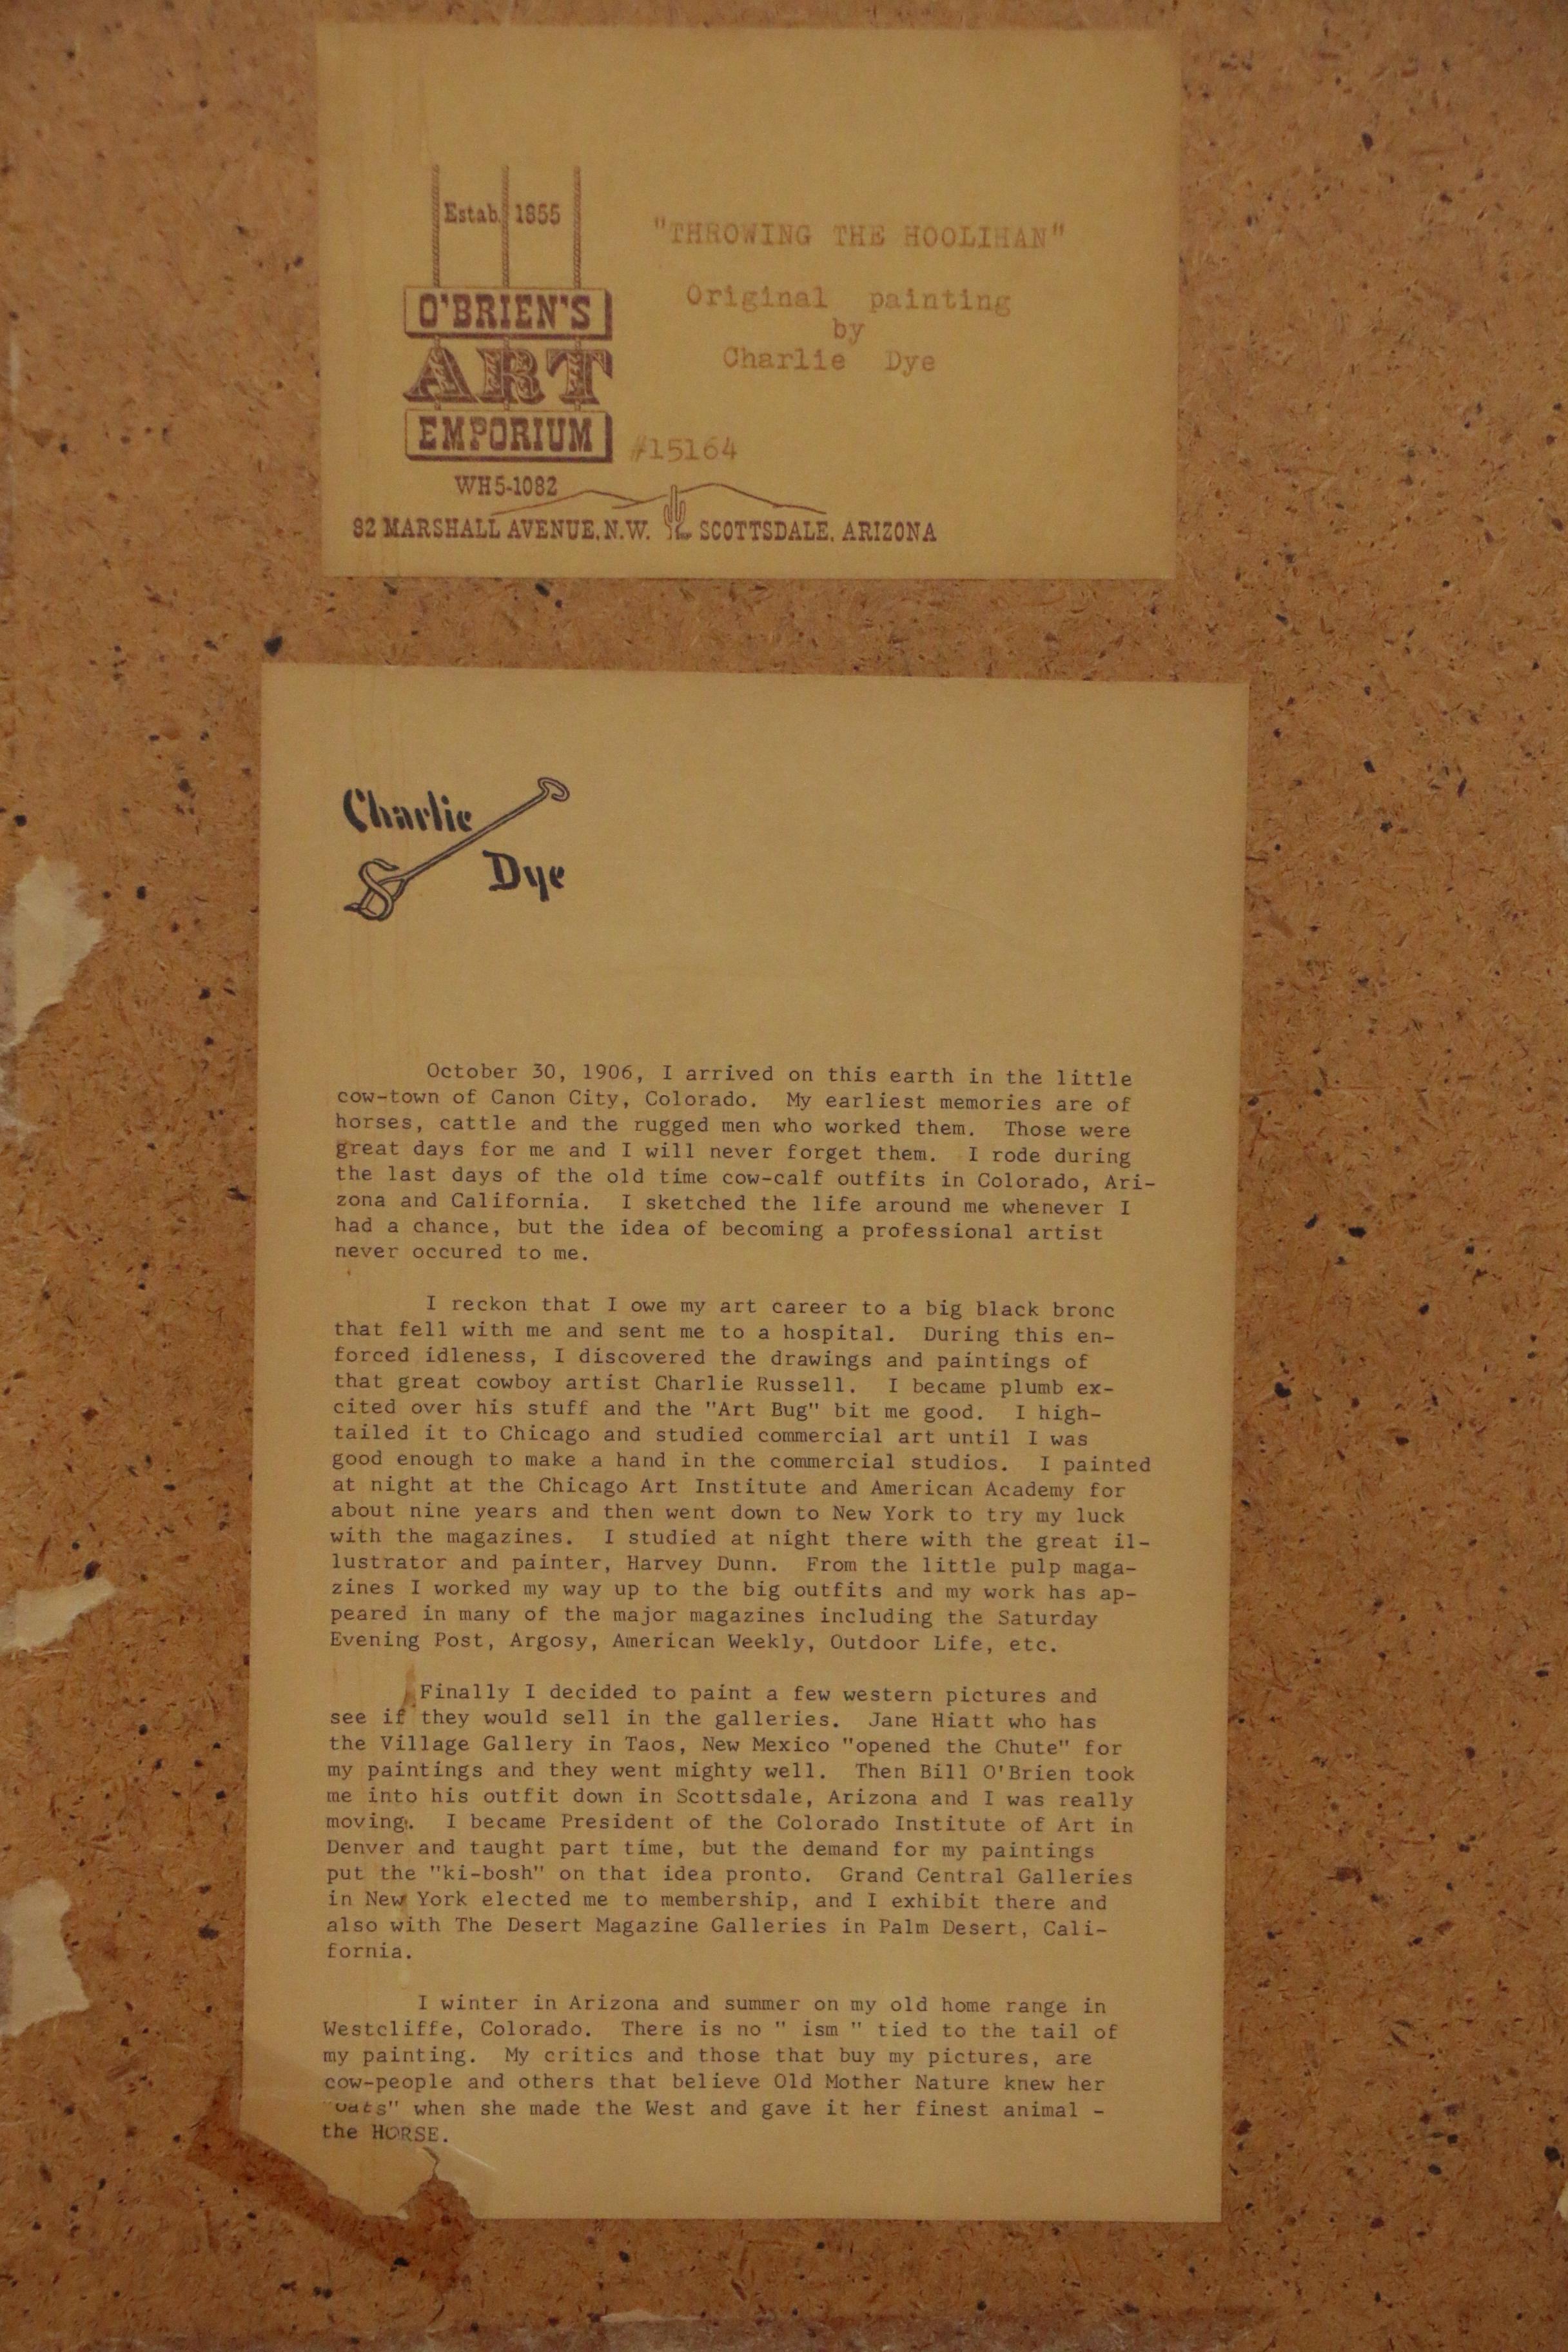 Estab. 1855
O'BRIEN'S
ART
EMPORIUM
WH5-1082
82 MARSHALL AVENUE, N.W. SCOTTSDALE, ARIZONA
"THROWING THE HOOLIHAN"
Original painting
by
Charlie Dye
#15164
Charlie
Dye
October 30, 1906, I arrived on this earth in the little
cow-town of Canon City, Colorado. My earliest memories are of
horses, cattle and the rugged men who worked them. Those were
great days for me and I will never forget them. I rode during
the last days of the old time cow-calf outfits in Colorado, Ari-
zona and California. I sketched the life around me whenever I
had a chance, but the idea of becoming a professional artist
never occured to me.
I reckon that I owe my art career to a big black bronc
that fell with me and sent me to a hospital. During this en-
forced idleness, I discovered the drawings and paintings of
that great cowboy artist Charlie Russell. I became plumb ex-
cited over his stuff and the "Art Bug" bit me good. I high-
tailed it to Chicago and studied commercial art until I was
good enough to make a hand in the commercial studios. I painted
at night at the Chicago Art Institute and American Academy for
about nine years and then went down to New York to try my luck
with the magazines. I studied at night there with the great il-
lustrator and painter, Harvey Dunn. From the little pulp maga-
zines I worked my way up to the big outfits and my work has ap-
peared in many of the major magazines including the Saturday
Evening Post, Argosy, American Weekly, Outdoor Life, etc.
Finally I decided to paint a few western pictures and
see if they would sell in the galleries. Jane Hiatt who has
the Village Gallery in Taos, New Mexico "opened the Chute" for
my paintings and they went mighty well. Then Bill O'Brien took
me into his outfit down in Scottsdale, Arizona and I was really
moving. I became President of the Colorado Institute of Art in
Denver and taught part time, but the demand for my paintings
put the "ki-bosh" on that idea pronto. Grand Central Galleries
in New York elected me to membership, and I exhibit there and
also with The Desert Magazine Galleries in Palm Desert, Cali-
fornia.
I winter in Arizona and summer on my old home range in
Westcliffe, Colorado. There is no " ism " tied to the tail of
my painting. My critics and those that buy my pictures, are
cow-people and others that believe Old Mother Nature knew her
"oats" when she made the West and gave it her finest animal -
the HORSE.